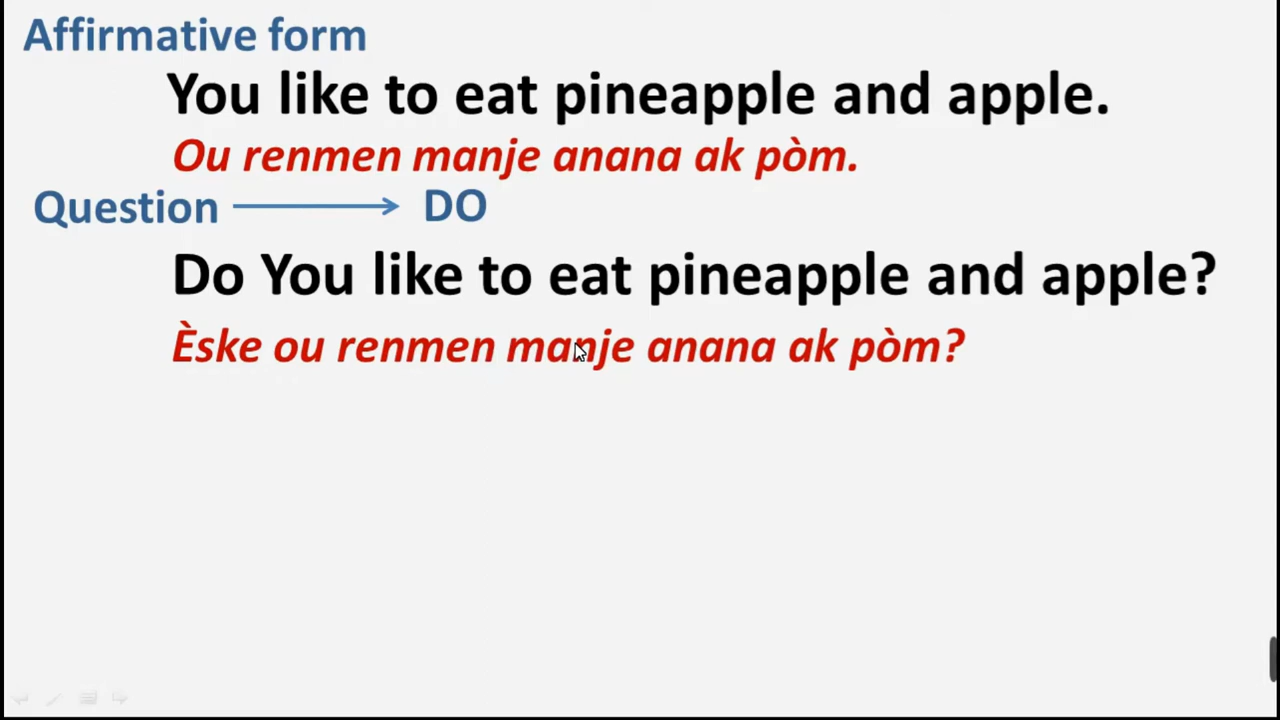 Affirmative form
You like to eat pineapple and apple.
Ou renmen manje anana ak pòm.
Question DO
Do You like to eat pineapple and apple?
Èske ou renmen manje anana ak pòm?